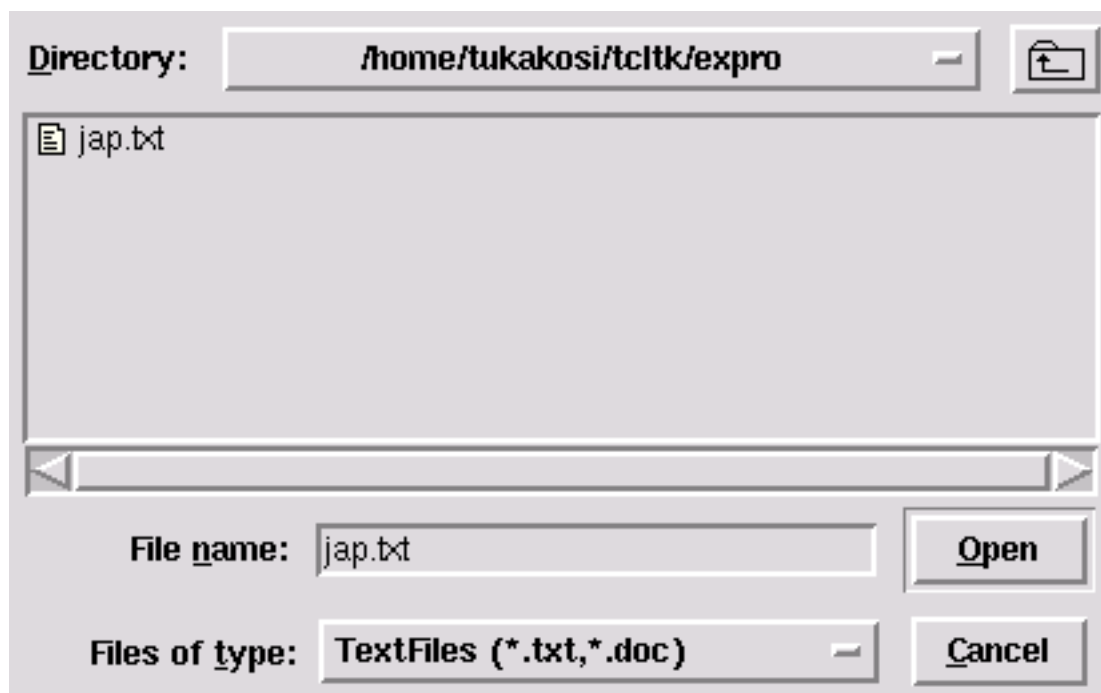 Directory: /home/tukakosi/tcltk/expro
jap.txt
File name: jap.txt Open
Files of type: TextFiles (*.txt,*.doc) Cancel